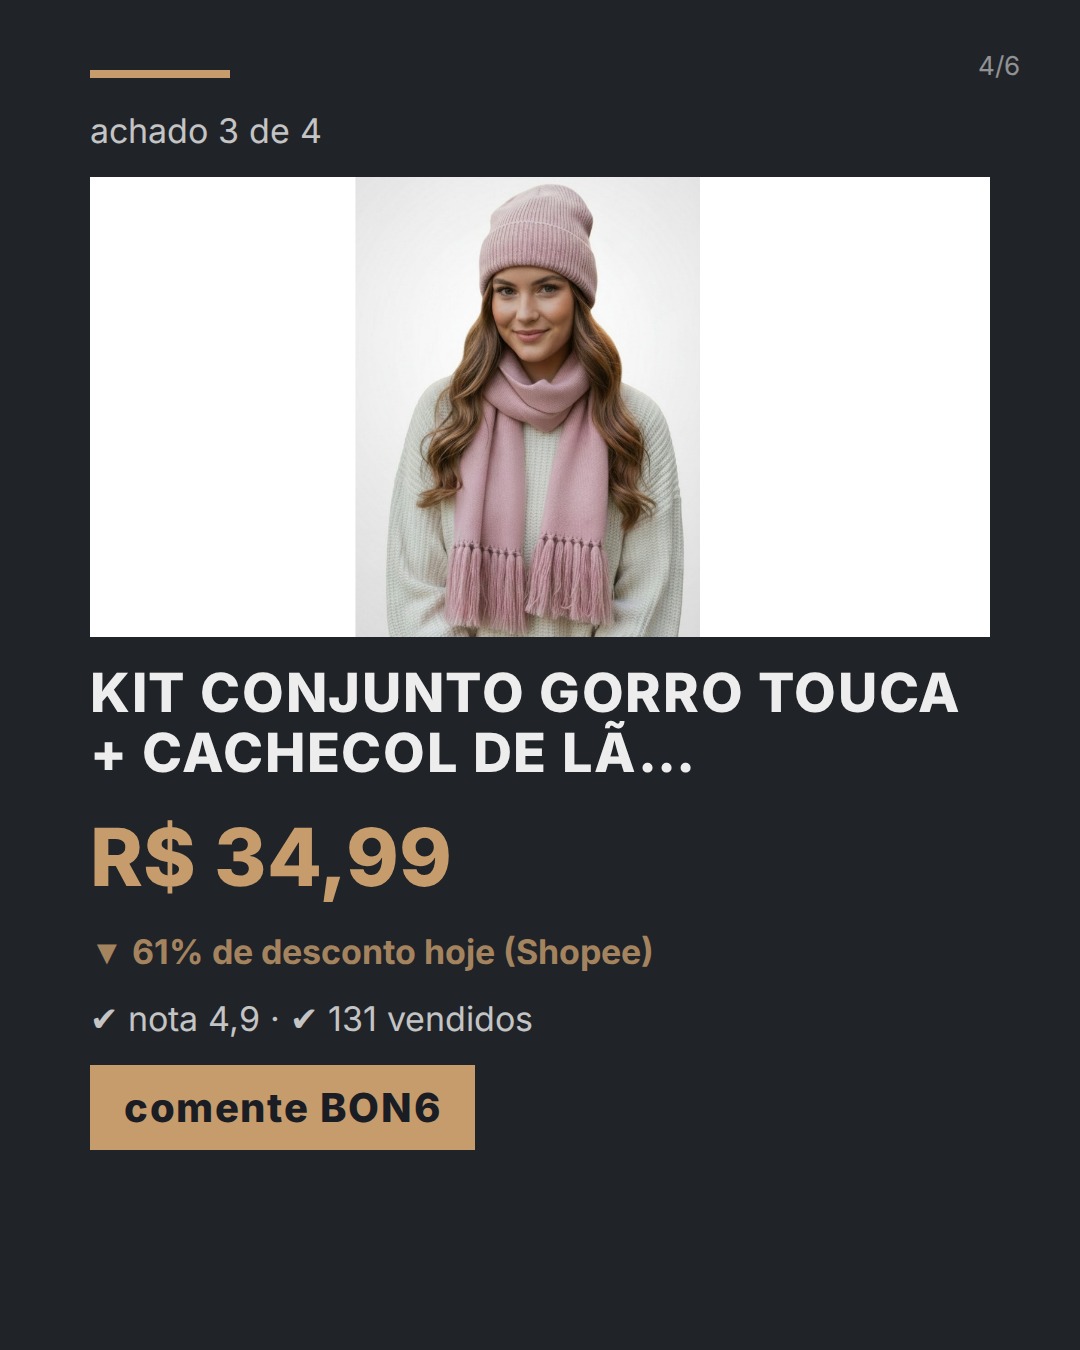 4/6
achado 3 de 4
KIT CONJUNTO GORRO TOUCA
+ CACHECOL DE LÃ...
R$ 34,99
▼ 61% de desconto hoje (Shopee)
✔ nota 4,9 · ✔ 131 vendidos
comente BON6